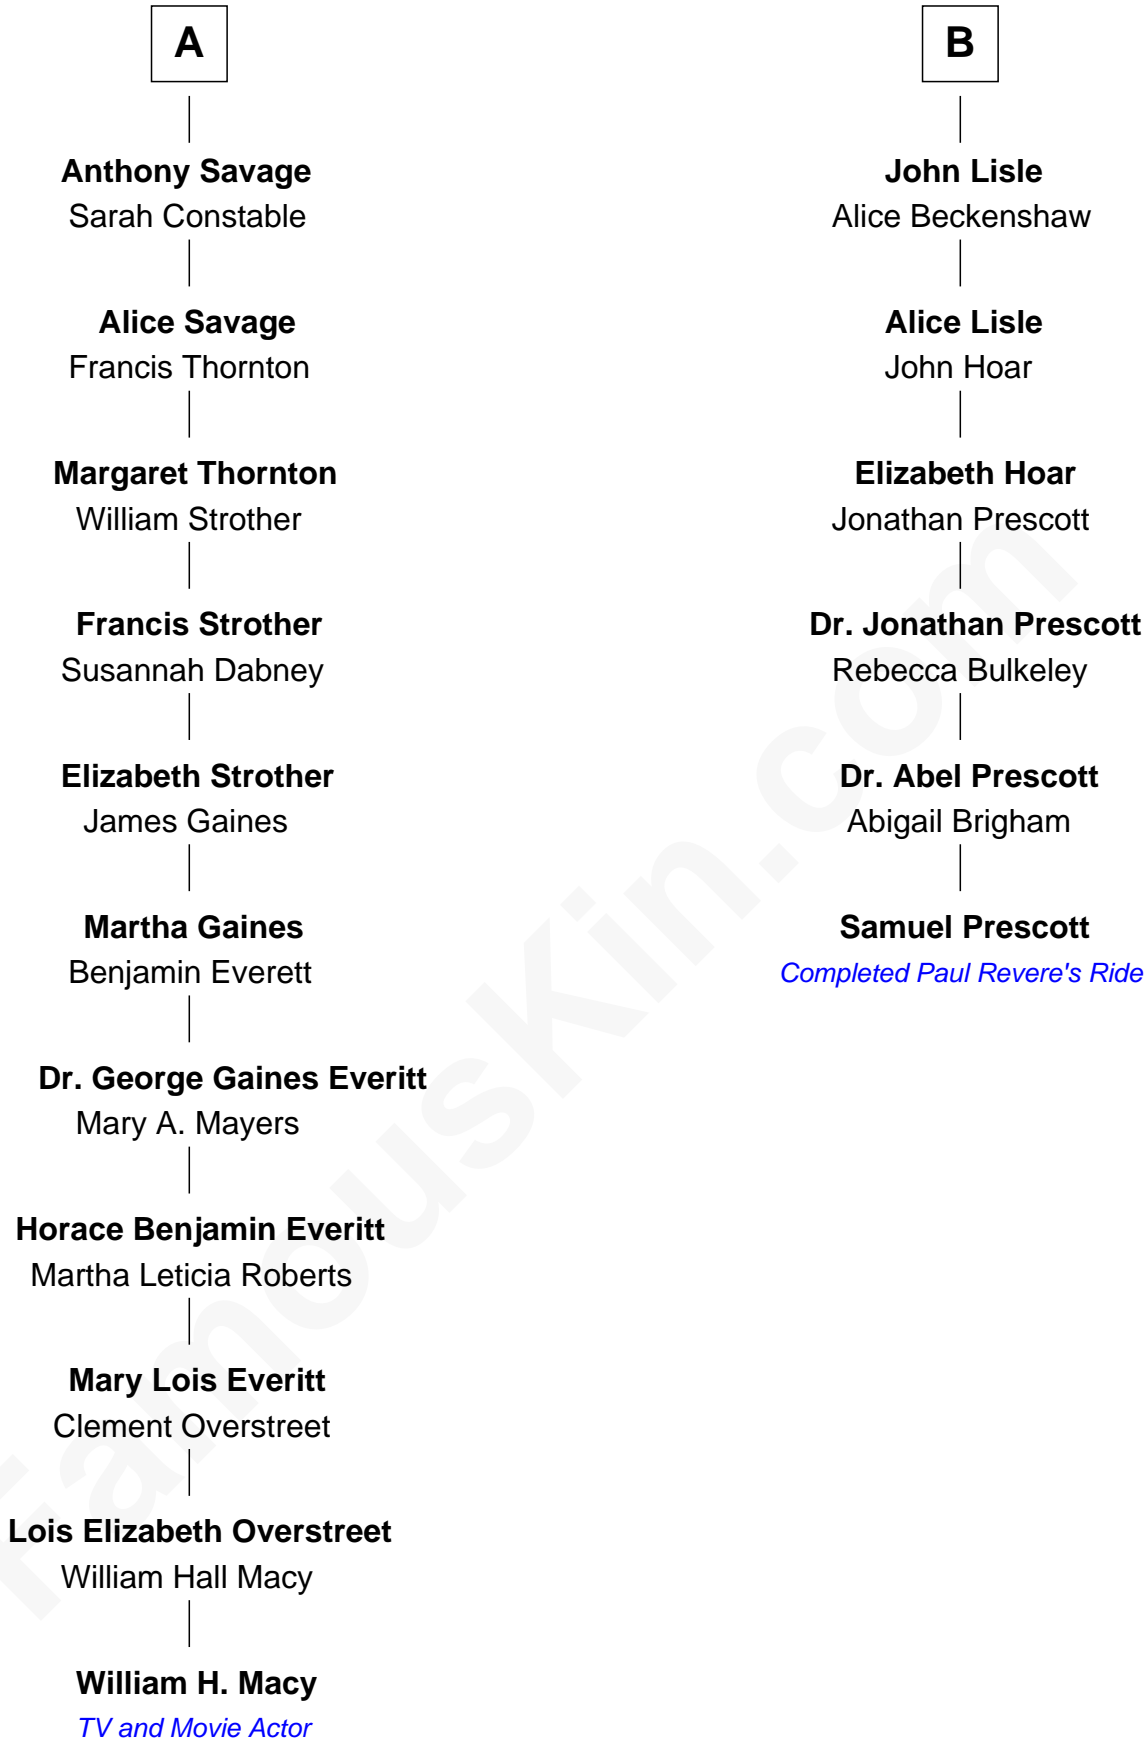 A
Anthony Savage
Sarah Constable
Alice Savage
Francis Thornton
Margaret Thornton
William Strother
Francis Strother
Susannah Dabney
Elizabeth Strother
James Gaines
Martha Gaines
Benjamin Everett
Dr. George Gaines Everitt
Mary A. Mayers
Horace Benjamin Everitt
Martha Leticia Roberts
Mary Lois Everitt
Clement Overstreet
Lois Elizabeth Overstreet
William Hall Macy
William H. Macy
TV and Movie Actor
B
John Lisle
Alice Beckenshaw
Alice Lisle
John Hoar
Elizabeth Hoar
Jonathan Prescott
Dr. Jonathan Prescott
Rebecca Bulkeley
Dr. Abel Prescott
Abigail Brigham
Samuel Prescott
Completed Paul Revere's Ride
FamousKin.com